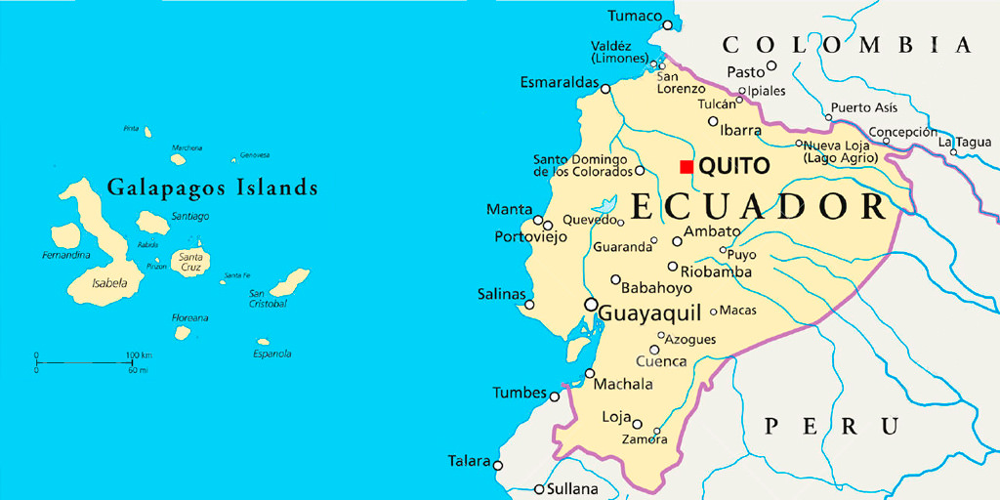 Tumaco
COLOMBIA
Valdéz
(Limones)
San
Lorenzo
Pasto
Ipiales
Esmeraldas
Tulcán
Puerto Asís
Ibarra
Concepción
La Tagua
Nueva Loja
(Lago Agrio)
Pinta
Marchena
Genovesa
Santo Domingo
de los Colorados
QUITO
Galapagos Islands
ECUADOR
Manta
Santiago
Quevedo
Portoviejo
Ambato
Rabida
Guaranda
Puyo
Fernandina
Santa
Cruz
Pinzon
Riobamba
Santa Fe
Isabela
Babahoyo
San
Cristobal
Salinas
Guayaquil
Macas
Floreana
Azogues
Espanola
Cuenca
0
100 km
0
60 mi
Machala
Tumbes
Loja
PERU
Zamora
Talara
Sullana